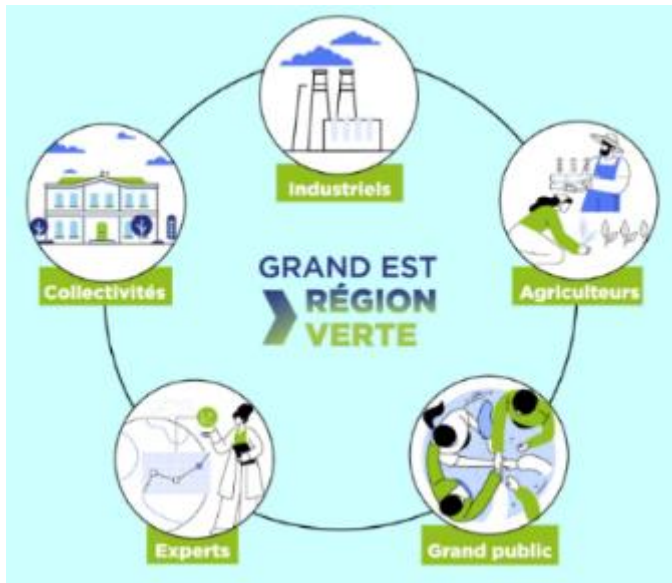 Industriels
Collectivités
Agriculteurs
GRAND EST
RÉGION
VERTE
Experts
Grand public